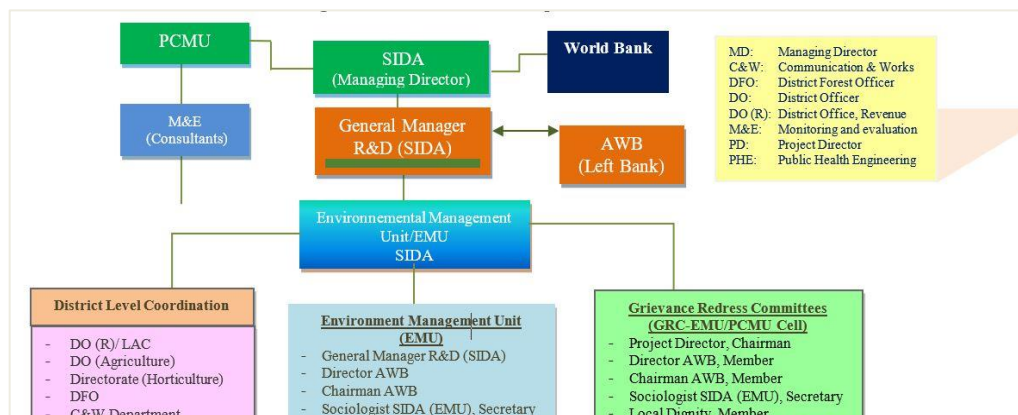 PCMU
SIDA
(Managing Director)
World Bank
MD: Managing Director
C&W: Communication & Works
DFO: District Forest Officer
DO: District Officer
DO (R): District Office, Revenue
M&E: Monitoring and evaluation
PD: Project Director
PHE: Public Health Engineering
M&E
(Consultants)
General Manager
R&D (SIDA)
AWB
(Left Bank)
Environnemental Management
Unit/EMU
SIDA
District Level Coordination
- DO (R)/ LAC
- DO (Agriculture)
- Directorate (Horticulture)
- DFO
- C&W Department
Environment Management Unit
(EMU)
- General Manager R&D (SIDA)
- Director AWB
- Chairman AWB
- Sociologist SIDA (EMU), Secretary
Grievance Redress Committees
(GRC-EMU/PCMU Cell)
- Project Director, Chairman
- Director AWB, Member
- Chairman AWB, Member
- Sociologist SIDA (EMU), Secretary
- Local Dignity, Member